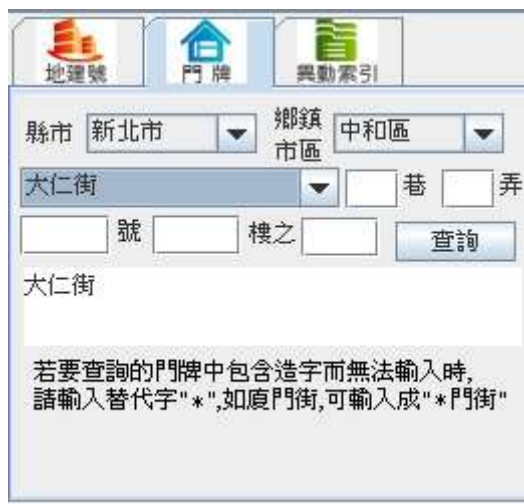 地建號 門牌 異動索引
縣市 新北市 鄉鎮市區 中和區
大仁街 巷 弄
號 樓之 查詢
大仁街
若要查詢的門牌中包含造字而無法輸入時,
請輸入替代字"*",如廈門街,可輸入成"*門街"